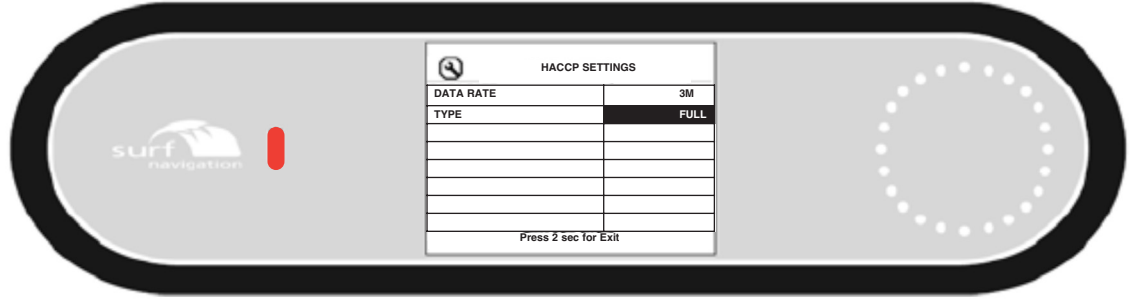 surf
navigation
HACCP SETTINGS
DATA RATE 3M
TYPE FULL
Press 2 sec for Exit